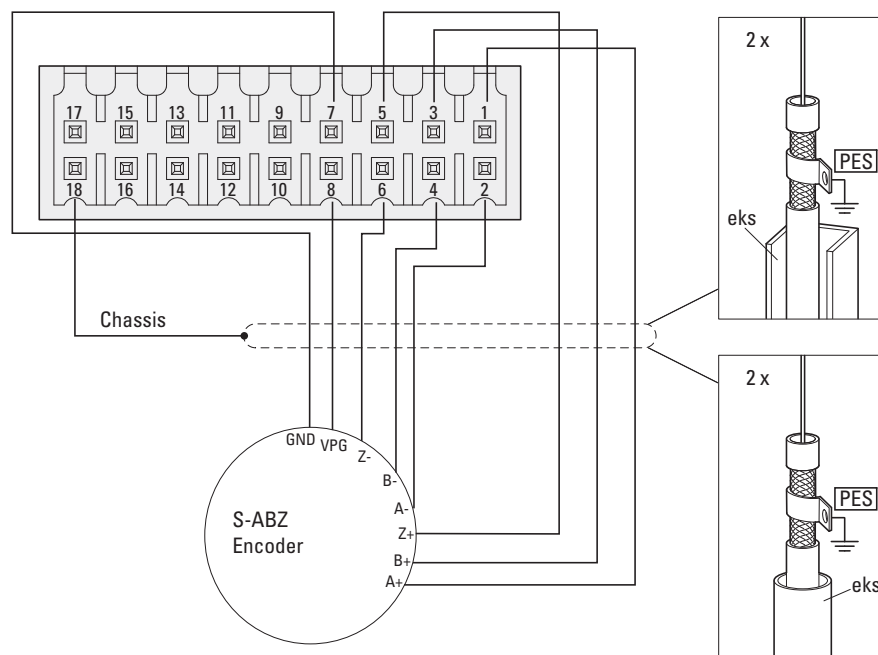 2 x
PES
eks
17 15 13 11 9 7 5 3 1
18 16 14 12 10 8 6 4 2
Chassis
GND
VPG
Z-
B-
A-
Z+
B+
A+
S-ABZ
Encoder
2 x
PES
eks